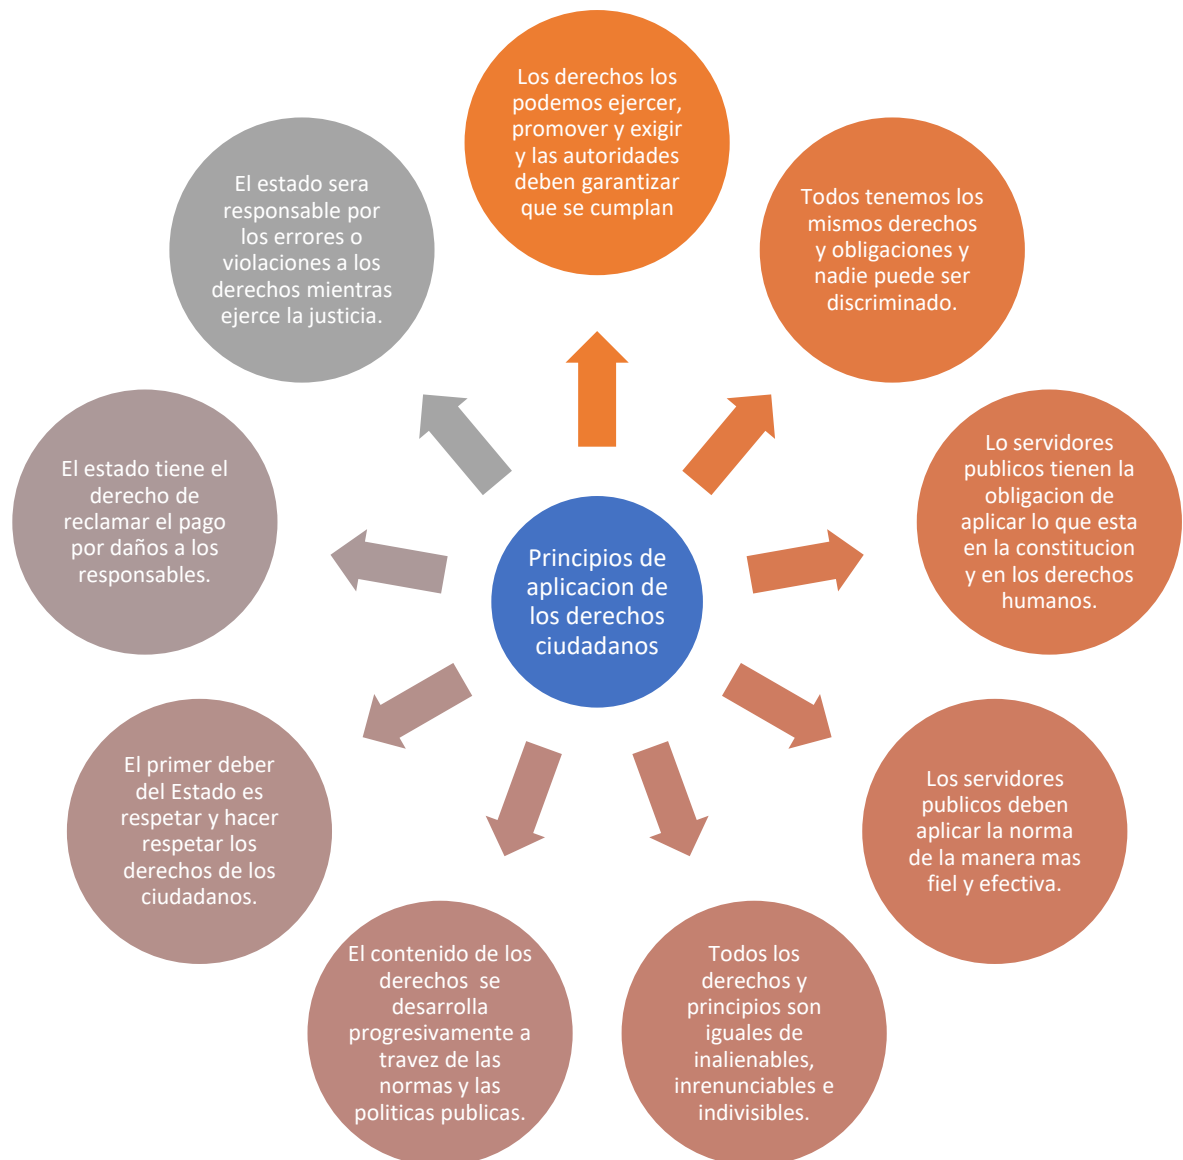 Los derechos los
podemos ejercer,
promover y exigir
y las autoridades
deben garantizar
que se cumplan
Todos tenemos los
mismos derechos
y obligaciones y
nadie puede ser
discriminado.
Lo servidores
publicos tienen la
obligacion de
aplicar lo que esta
en la constitucion
y en los derechos
humanos.
Los servidores
publicos deben
aplicar la norma
de la manera mas
fiel y efectiva.
Todos los
derechos y
principios son
iguales de
inalienables,
inrenunciables e
indivisibles.
El contenido de los
derechos se
desarrolla
progresivamente a
travez de las
normas y las
politicas publicas.
El primer deber
del Estado es
respetar y hacer
respetar los
derechos de los
ciudadanos.
El estado tiene el
derecho de
reclamar el pago
por daños a los
responsables.
El estado sera
responsable por
los errores o
violaciones a los
derechos mientras
ejerce la justicia.
Principios de
aplicacion de
los derechos
ciudadanos